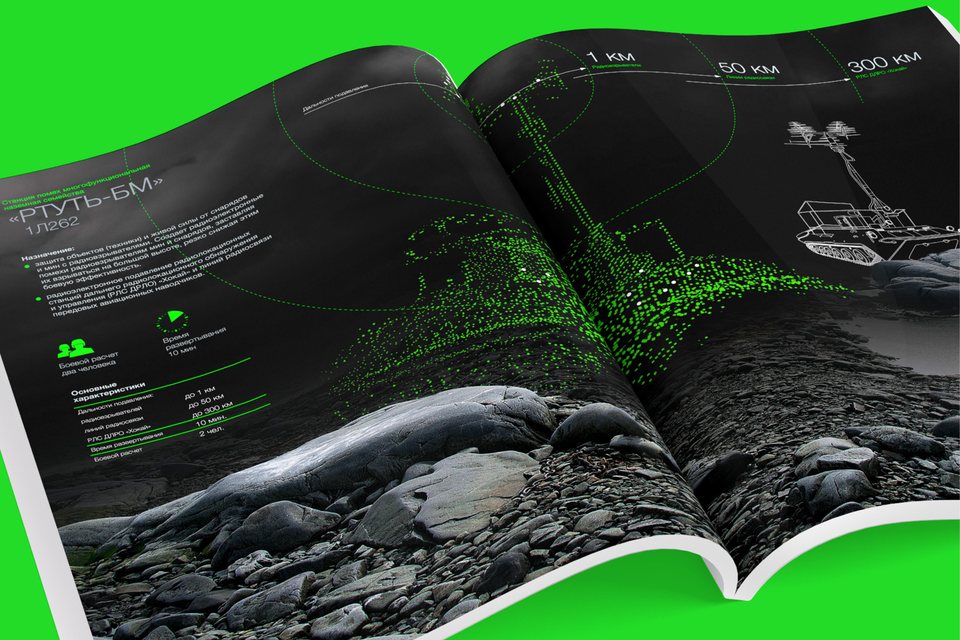 Станция помех многофункциональная
наземная семейства
«РТУТЬ-БМ»
1Л262
Назначение:
защита объектов (техники) и живой силы от снарядов
и мин с радиовзрывателями. Создает радиоэлектронные
помехи радиовзрывателям мин и снарядов, заставляя
их взрываться на большой высоте, резко снижая этим
боевую эффективность.
радиоэлектронное подавление радиолокационных
станций дальнего радиолокационного обнаружения
и управления (РЛС ДРЛО) «Хокай» и линий радиосвязи
передовых авиационных наводчиков.
Боевой расчет
два человека
Время
развертывания
10 мин
Основные
характеристики
Дальности подавления:
радиовзрывателей до 1 км
линий радиосвязи до 50 км
РЛС ДЛРО «Хокай» до 300 км
Время развертывания 10 мин.
Боевой расчет 2 чел.
Дальности подавления
1 км
Радиовзрыватели
50 км
Линии радиосвязи
300 км
РЛС ДЛРО «Хокай»